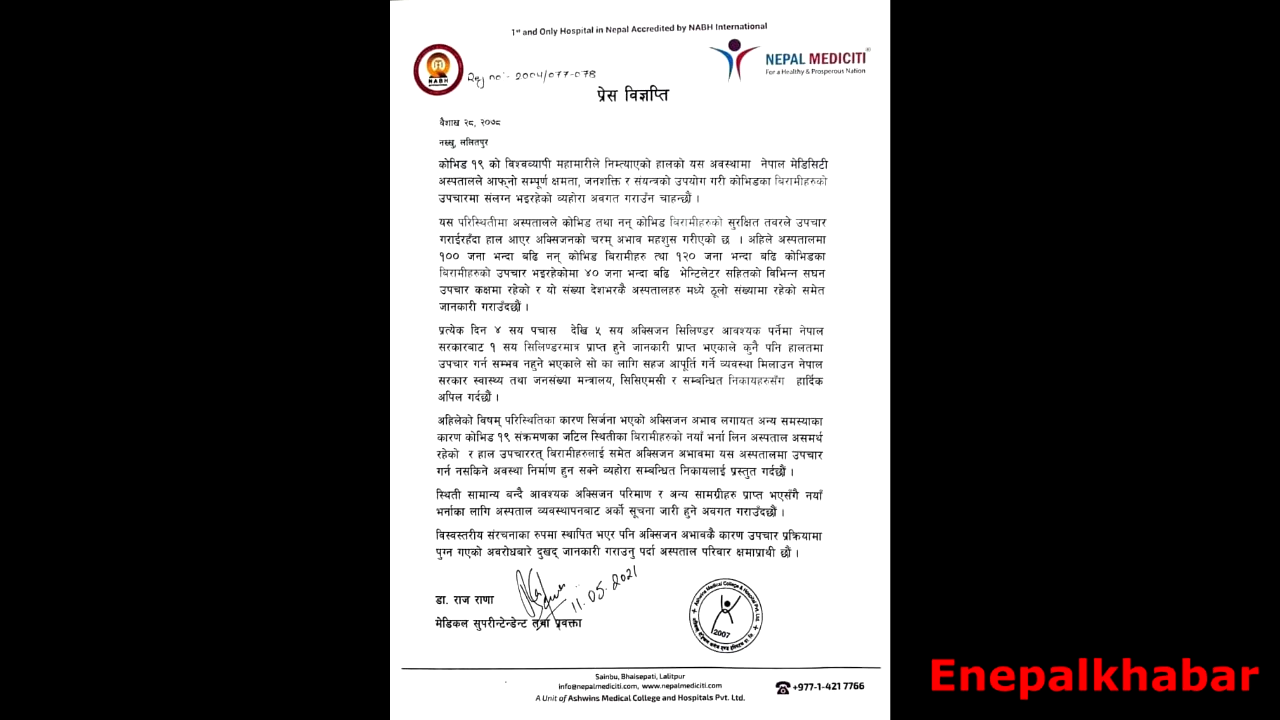 1st and Only Hospital in Nepal Accredited by NABH International
NABH
Reg no:- 2004/077-078
NEPAL MEDICITI
For a Healthy & Prosperous Nation
प्रेस विज्ञप्ति
बैशाख २८, २०७८
नख्खु, ललितपुर
कोभिड १९ को बिश्वव्यापी महामारीले निम्त्याएको हालको यस अवस्थामा नेपाल मेडिसिटी
अस्पतालले आफ्नो सम्पूर्ण क्षमता, जनशक्ति र संयन्त्रको उपयोग गरी कोभिडका बिरामीहरुको
उपचारमा संलग्न भइरहेको व्यहोरा अवगत गराउँन चाहन्छौं ।
यस परिस्थितीमा अस्पतालले कोभिड तथा नन् कोभिड बिरामीहरुको सुरक्षित तवरले उपचार
गराईरहँदा हाल आएर अक्सिजनको चरम् अभाव महशुस गरीएको छ । अहिले अस्पतालमा
१०० जना भन्दा बढि नन् कोभिड बिरामीहरु त्था १२० जना भन्दा बढि कोभिडका
बिरामीहरुको उपचार भइरहेकोमा ४० जना भन्दा बढि भेन्टिलेटर सहितको विभिन्न सघन
उपचार कक्षमा रहेको र यो संख्या देशभरकै अस्पतालहरु मध्ये ठूलो संख्यामा रहेको समेत
जानकारी गराउँदछौं ।
प्रत्येक दिन ४ सय पचास देखि ५ सय अक्सिजन सिलिण्डर आवश्यक पर्नेमा नेपाल
सरकारबाट १ सय सिलिण्डरमात्र प्राप्त हुने जानकारी प्राप्त भएकाले कुनै पनि हालतमा
उपचार गर्न सम्भव नहुने भएकाले सो का लागि सहज आपूर्ति गर्ने व्यवस्था मिलाउन नेपाल
सरकार स्वास्थ्य तथा जनसंख्या मन्त्रालय, सिसिएमसी र सम्बन्धित निकायहरुसँग हार्दिक
अपिल गर्दछौं ।
अहिलेको बिषम् परिस्थितिका कारण सिर्जना भएको अक्सिजन अभाव लगायत अन्य समस्याका
कारण कोभिड १९ संक्रमणका जटिल स्थितीका बिरामीहरुको नयाँ भर्ना लिन अस्पताल असमर्थ
रहेको र हाल उपचाररत् बिरामीहरुलाई समेत अक्सिजन अभावमा यस अस्पतालमा उपचार
गर्न नसकिने अवस्था निर्माण हुन सक्ने व्यहोरा सम्बन्धित निकायलाई प्रस्तुत गर्दछौं ।
स्थिती सामान्य बन्दै आवश्यक अक्सिजन परिमाण र अन्य सामग्रीहरु प्राप्त भएसँगै नयाँ
भर्नाका लागि अस्पताल व्यवस्थापनबाट अर्को सूचना जारी हुने अवगत गराउँदछौं ।
विस्वस्तरीय संरचनाका रुपमा स्थापित भएर पनि अक्सिजन अभावकै कारण उपचार प्रक्रियामा
पुग्न गएको अवरोधबारे दुखद् जानकारी गराउनु पर्दा अस्पताल परिवार क्षमाप्रार्थी छौं ।
11.05.2021
डा. राज राणा
मेडिकल सुपरीन्टेन्डेन्ट तथा प्रवक्ता
Ashwins Medical College & Hospital Pvt. Ltd.
2007
Sainbu, Bhaisepati, Lalitpur
info@nepalmediciti.com, www.nepalmediciti.com
A Unit of Ashwins Medical College and Hospitals Pvt. Ltd.
+977-1-421 7766
Enepalkhabar